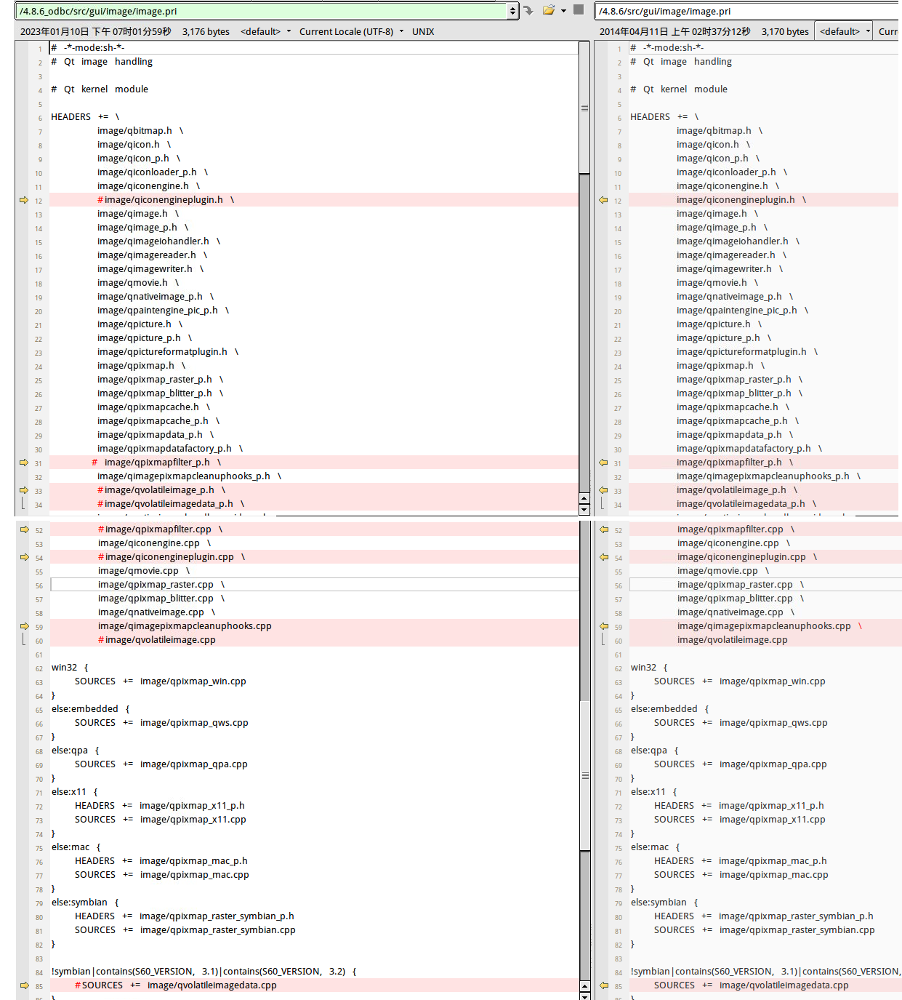 /4.8.6_odbc/src/gui/image/image.pri
2023年01月10日 下午 07时01分59秒 3,176 bytes <default> Current Locale (UTF-8) UNIX
1 # -*-mode:sh-*-
2 # Qt image handling
3
4 # Qt kernel module
5
6 HEADERS += \
7 image/qbitmap.h \
8 image/qicon.h \
9 image/qicon_p.h \
10 image/qiconloader_p.h \
11 image/qiconengine.h \
12 #image/qiconengineplugin.h \
13 image/qimage.h \
14 image/qimage_p.h \
15 image/qimageiohandler.h \
16 image/qimagereader.h \
17 image/qimagewriter.h \
18 image/qmovie.h \
19 image/qnativeimage_p.h \
20 image/qpaintengine_pic_p.h \
21 image/qpicture.h \
22 image/qpicture_p.h \
23 image/qpictureformatplugin.h \
24 image/qpixmap.h \
25 image/qpixmap_raster_p.h \
26 image/qpixmap_blitter_p.h \
27 image/qpixmapcache.h \
28 image/qpixmapcache_p.h \
29 image/qpixmapdata_p.h \
30 image/qpixmapdatafactory_p.h \
31 # image/qpixmapfilter_p.h \
32 image/qimagepixmapcleanuphooks_p.h \
33 #image/qvolatileimage_p.h \
34 #image/qvolatileimagedata_p.h \
52 #image/qpixmapfilter.cpp \
53 image/qiconengine.cpp \
54 #image/qiconengineplugin.cpp \
55 image/qmovie.cpp \
56 image/qpixmap_raster.cpp \
57 image/qpixmap_blitter.cpp \
58 image/qnativeimage.cpp \
59 image/qimagepixmapcleanuphooks.cpp
60 #image/qvolatileimage.cpp
61
62 win32 {
63 SOURCES += image/qpixmap_win.cpp
64 }
65 else:embedded {
66 SOURCES += image/qpixmap_qws.cpp
67 }
68 else:qpa {
69 SOURCES += image/qpixmap_qpa.cpp
70 }
71 else:x11 {
72 HEADERS += image/qpixmap_x11_p.h
73 SOURCES += image/qpixmap_x11.cpp
74 }
75 else:mac {
76 HEADERS += image/qpixmap_mac_p.h
77 SOURCES += image/qpixmap_mac.cpp
78 }
79 else:symbian {
80 HEADERS += image/qpixmap_raster_symbian_p.h
81 SOURCES += image/qpixmap_raster_symbian.cpp
82 }
83
84 !symbian|contains(S60_VERSION, 3.1)|contains(S60_VERSION, 3.2) {
85 #SOURCES += image/qvolatileimagedata.cpp
/4.8.6/src/gui/image/image.pri
2014年04月11日 上午 02时37分12秒 3,170 bytes <default> Curr
1 # -*-mode:sh-*-
2 # Qt image handling
3
4 # Qt kernel module
5
6 HEADERS += \
7 image/qbitmap.h \
8 image/qicon.h \
9 image/qicon_p.h \
10 image/qiconloader_p.h \
11 image/qiconengine.h \
12 image/qiconengineplugin.h \
13 image/qimage.h \
14 image/qimage_p.h \
15 image/qimageiohandler.h \
16 image/qimagereader.h \
17 image/qimagewriter.h \
18 image/qmovie.h \
19 image/qnativeimage_p.h \
20 image/qpaintengine_pic_p.h \
21 image/qpicture.h \
22 image/qpicture_p.h \
23 image/qpictureformatplugin.h \
24 image/qpixmap.h \
25 image/qpixmap_raster_p.h \
26 image/qpixmap_blitter_p.h \
27 image/qpixmapcache.h \
28 image/qpixmapcache_p.h \
29 image/qpixmapdata_p.h \
30 image/qpixmapdatafactory_p.h \
31 image/qpixmapfilter_p.h \
32 image/qimagepixmapcleanuphooks_p.h \
33 image/qvolatileimage_p.h \
34 image/qvolatileimagedata_p.h \
52 image/qpixmapfilter.cpp \
53 image/qiconengine.cpp \
54 image/qiconengineplugin.cpp \
55 image/qmovie.cpp \
56 image/qpixmap_raster.cpp \
57 image/qpixmap_blitter.cpp \
58 image/qnativeimage.cpp \
59 image/qimagepixmapcleanuphooks.cpp \
60 image/qvolatileimage.cpp
61
62 win32 {
63 SOURCES += image/qpixmap_win.cpp
64 }
65 else:embedded {
66 SOURCES += image/qpixmap_qws.cpp
67 }
68 else:qpa {
69 SOURCES += image/qpixmap_qpa.cpp
70 }
71 else:x11 {
72 HEADERS += image/qpixmap_x11_p.h
73 SOURCES += image/qpixmap_x11.cpp
74 }
75 else:mac {
76 HEADERS += image/qpixmap_mac_p.h
77 SOURCES += image/qpixmap_mac.cpp
78 }
79 else:symbian {
80 HEADERS += image/qpixmap_raster_symbian_p.h
81 SOURCES += image/qpixmap_raster_symbian.cpp
82 }
83
84 !symbian|contains(S60_VERSION, 3.1)|contains(S60_VERSION,
85 SOURCES += image/qvolatileimagedata.cpp